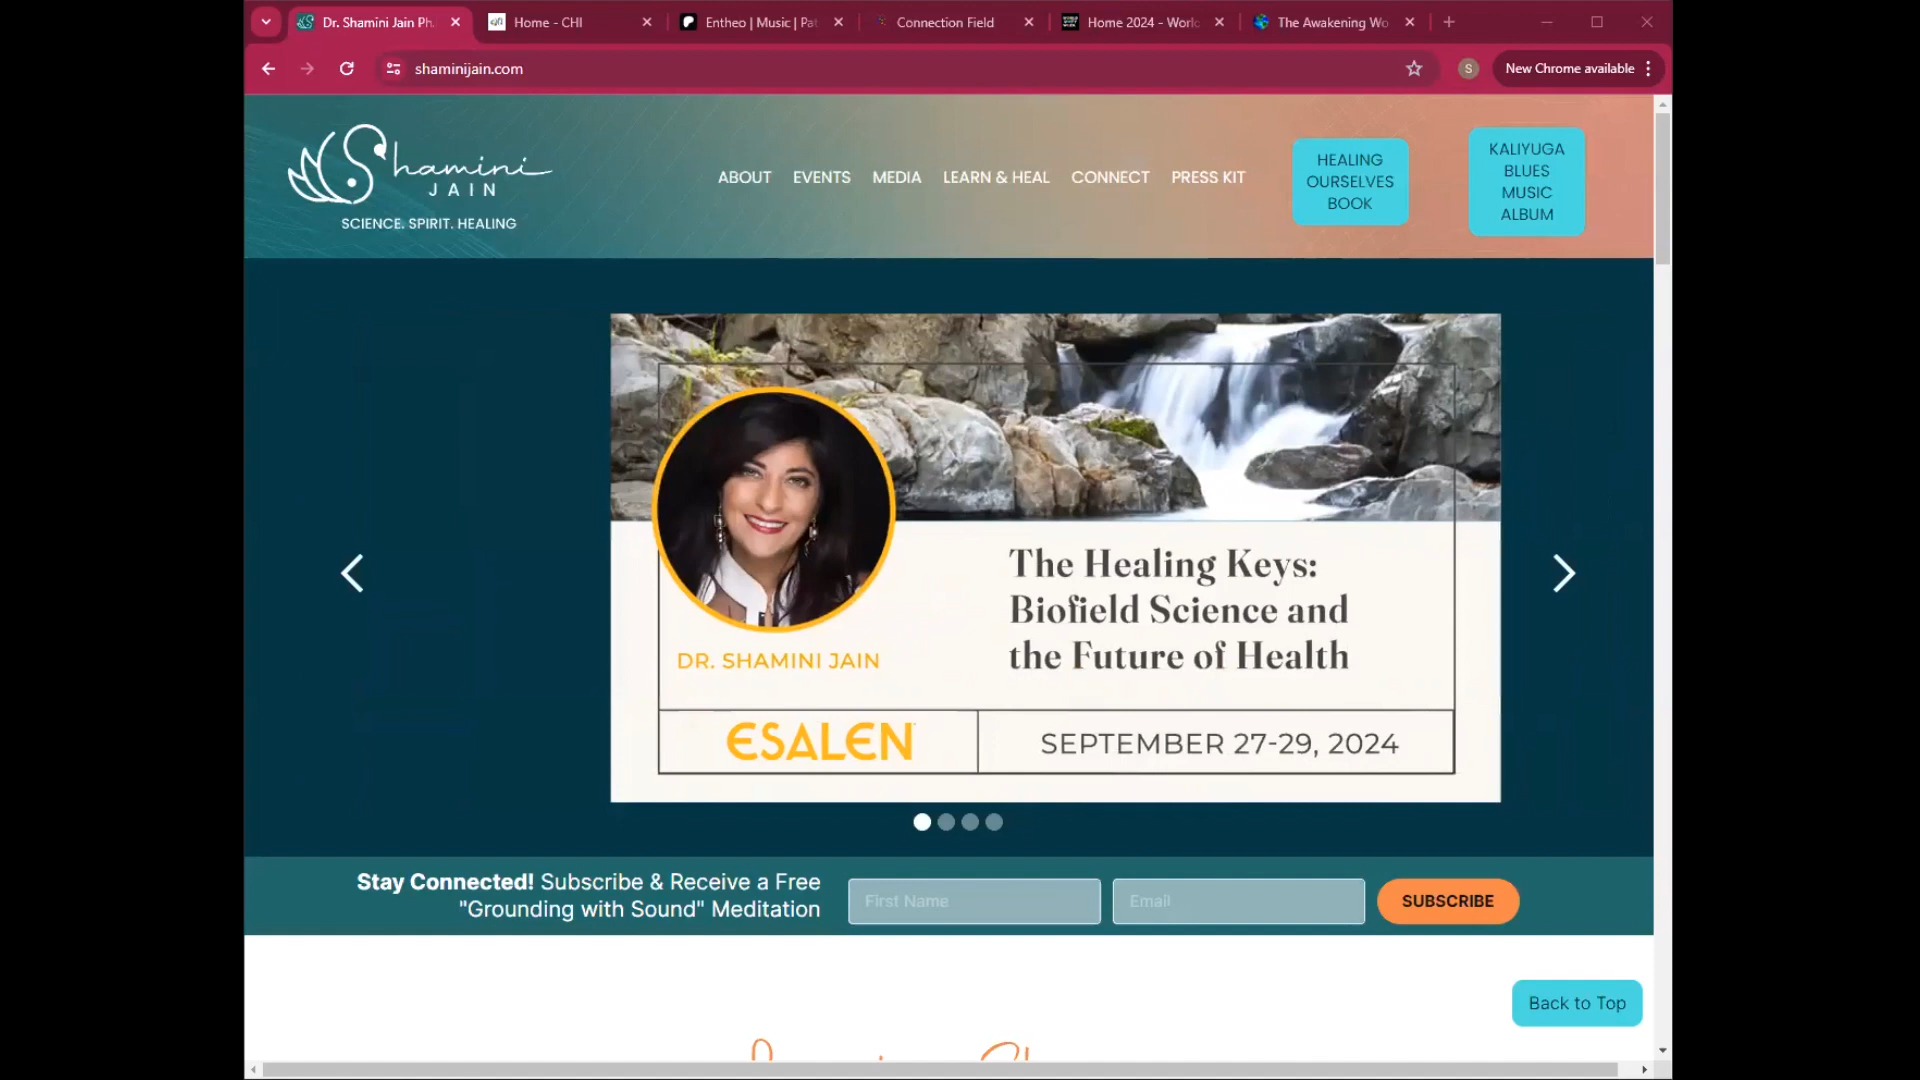 Dr. Shamini Jain Ph.
Home - CHI
Entheo | Music | Pat
Connection Field
Home 2024 - World
The Awakening Wo
shaminijain.com
S
New Chrome available
Shamini
JAIN
SCIENCE. SPIRIT. HEALING
ABOUT EVENTS MEDIA LEARN & HEAL CONNECT PRESS KIT
HEALING
OURSELVES
BOOK
KALIYUGA
BLUES
MUSIC
ALBUM
The Healing Keys:
Biofield Science and
the Future of Health
DR. SHAMINI JAIN
ESALEN
SEPTEMBER 27-29, 2024
Stay Connected! Subscribe & Receive a Free
"Grounding with Sound" Meditation
First Name
Email
SUBSCRIBE
Back to Top